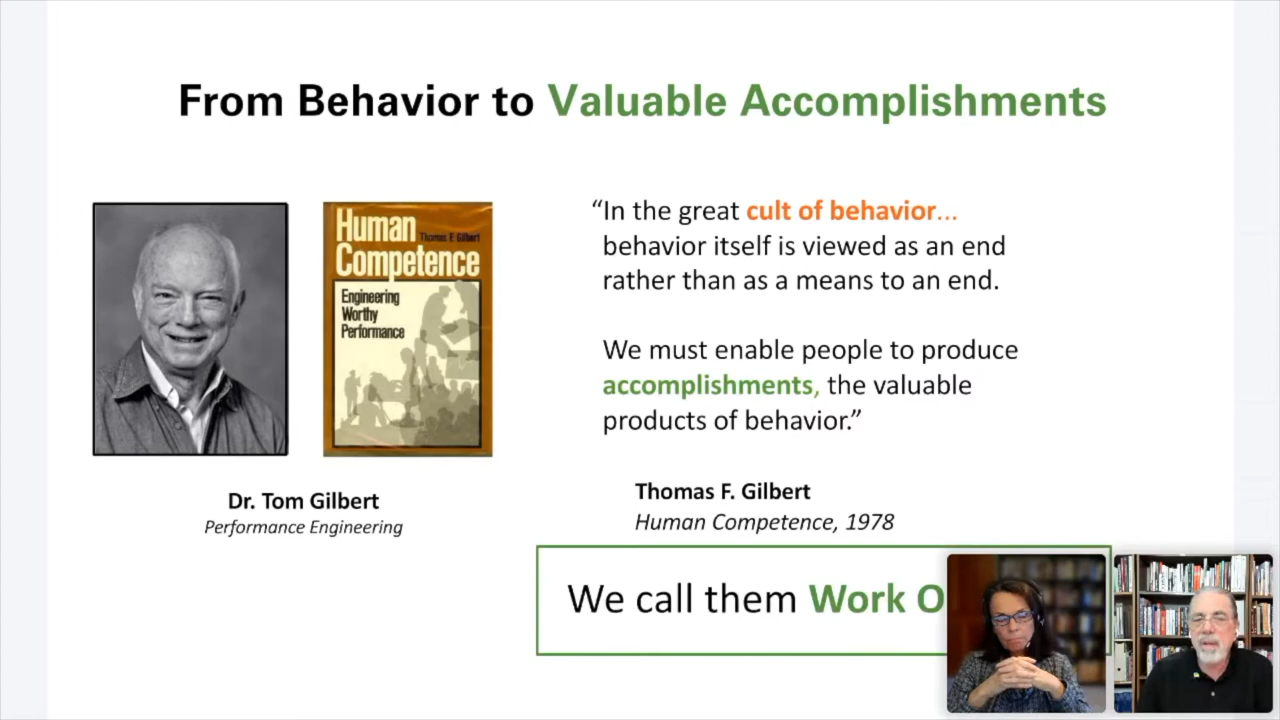 From Behavior to Valuable Accomplishments
Human
Thomas F. Gilbert
Competence
Engineering
Worthy
Performance
Dr. Tom Gilbert
Performance Engineering
“In the great cult of behavior...
behavior itself is viewed as an end
rather than as a means to an end.
We must enable people to produce
accomplishments, the valuable
products of behavior.”
Thomas F. Gilbert
Human Competence, 1978
We call them Work O